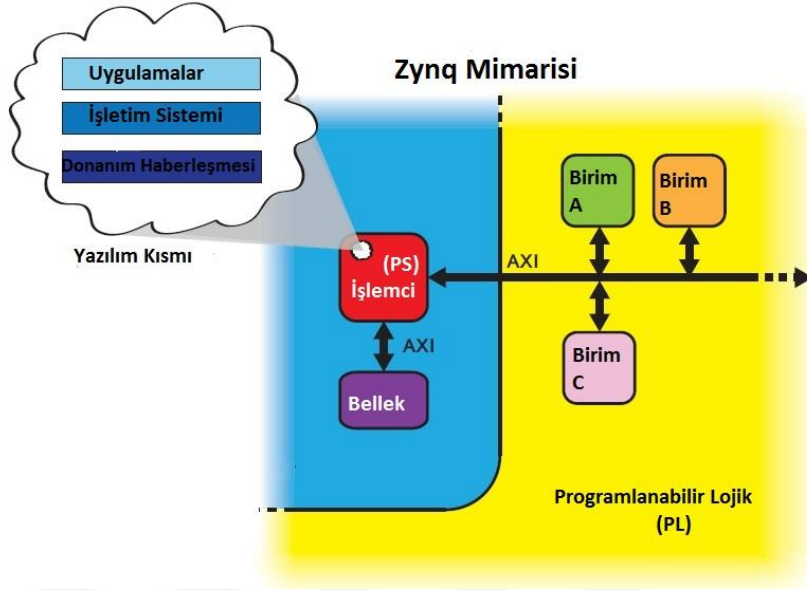 Zynq Mimarisi
Uygulamalar
İşletim Sistemi
Donanım Haberleşmesi
Yazılım Kısmı
(PS)
İşlemci
AXI
Bellek
AXI
Birim
A
Birim
B
Birim
C
Programlanabilir Lojik
(PL)